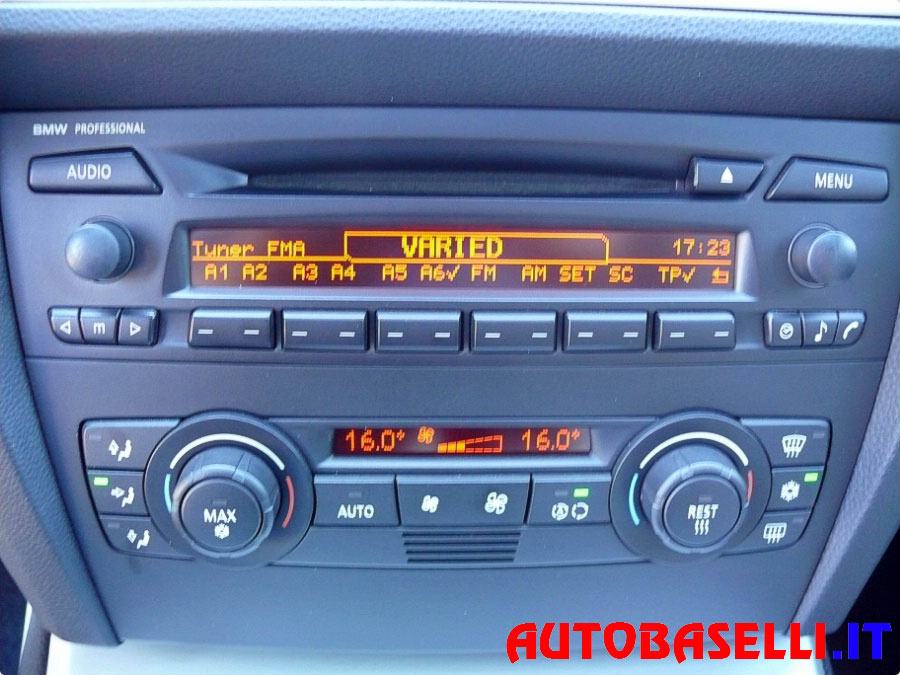 BMW PROFESSIONAL
AUDIO
MENU
Tuner FMA
VARIED
17:23
A1 A2 A3 A4 A5 A6✓ FM AM SET SC TP✓
m
16.0° 16.0°
MAX
AUTO
REST
AUTOBASELLI.IT